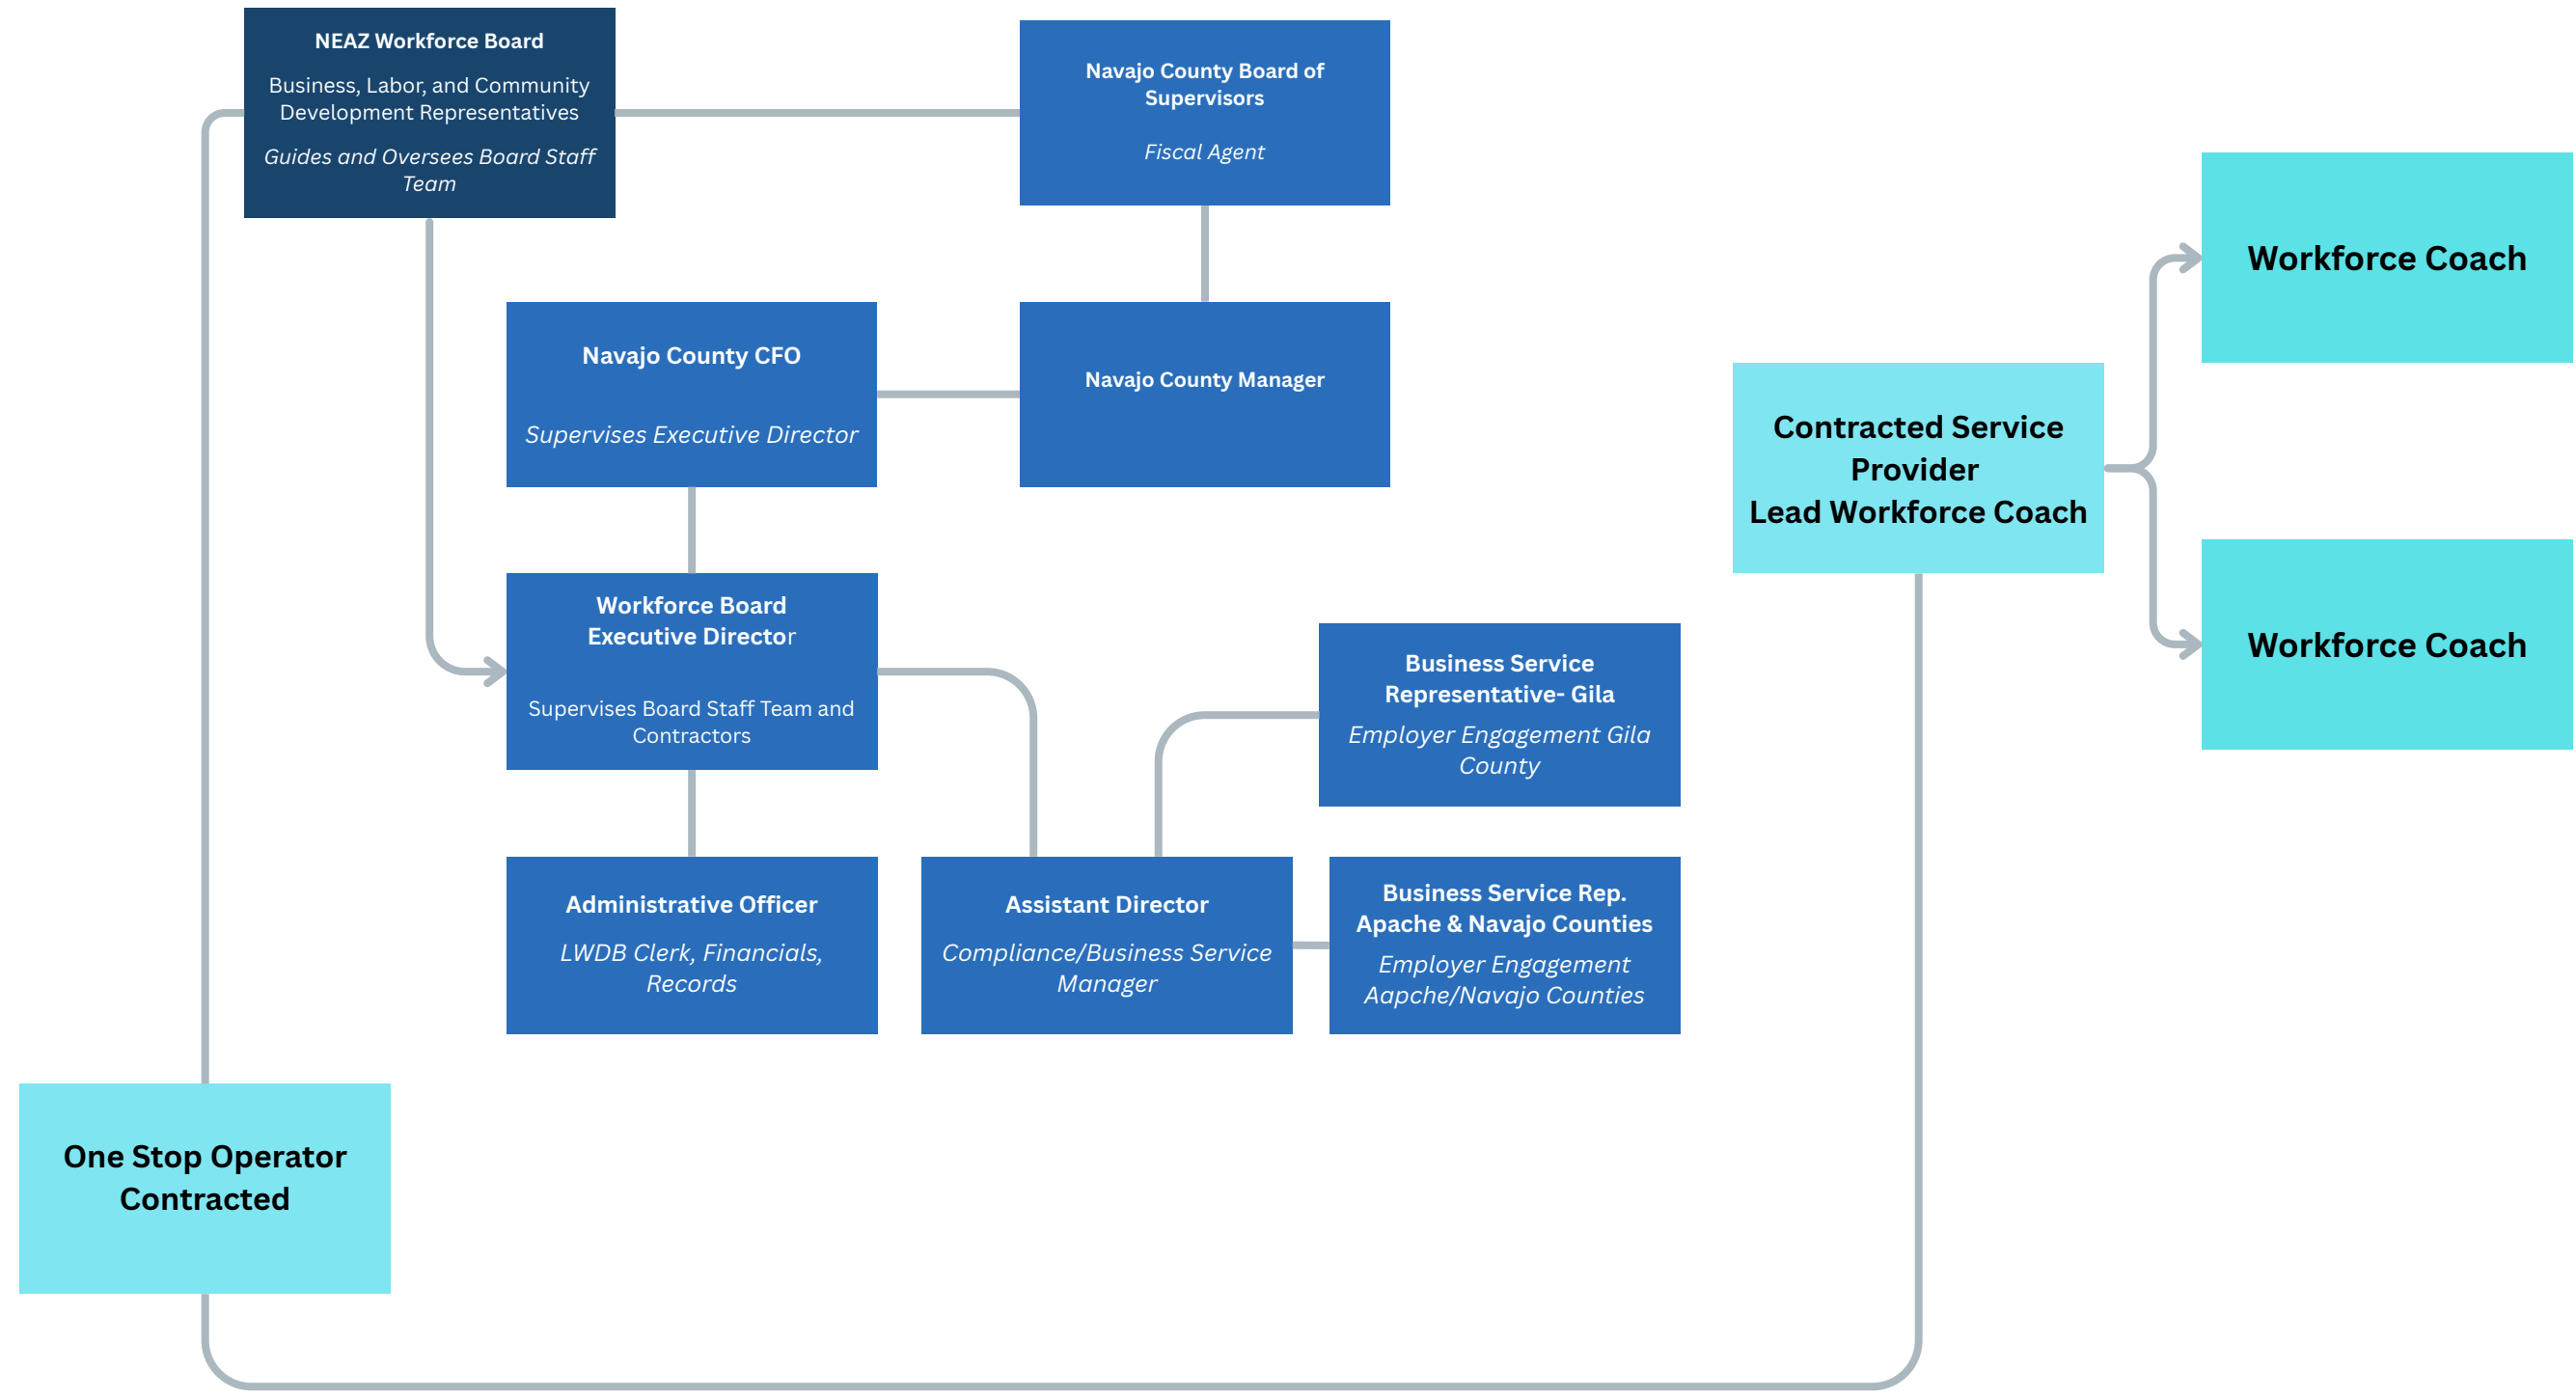 NEAZ Workforce Board
Business, Labor, and Community
Development Representatives
Guides and Oversees Board Staff
Team
Navajo County Board of
Supervisors
Fiscal Agent
Navajo County CFO
Supervises Executive Director
Navajo County Manager
Workforce Coach
Contracted Service
Provider
Lead Workforce Coach
Workforce Coach
Workforce Board
Executive Director
Supervises Board Staff Team and
Contractors
Business Service
Representative- Gila
Employer Engagement Gila
County
Administrative Officer
LWDB Clerk, Financials,
Records
Assistant Director
Compliance/Business Service
Manager
Business Service Rep.
Apache & Navajo Counties
Employer Engagement
Aapche/Navajo Counties
One Stop Operator
Contracted